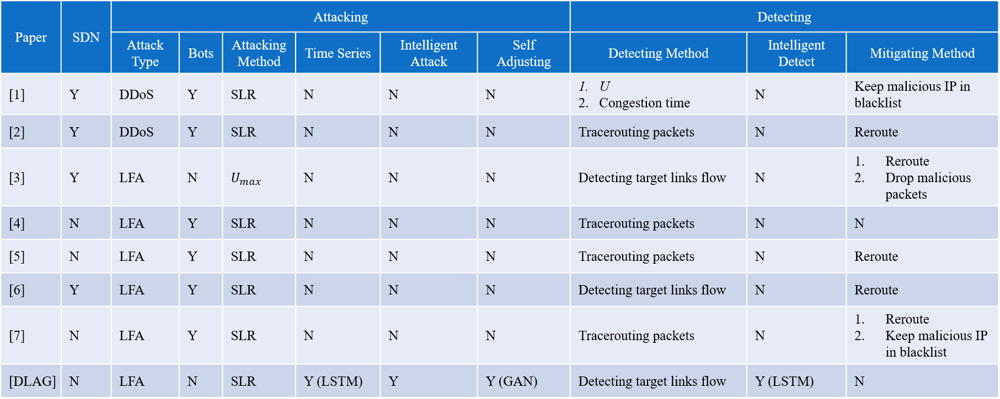 Paper SDN Attacking Detecting
Attack Type Bots Attacking Method Time Series Intelligent Attack Self Adjusting Detecting Method Intelligent Detect Mitigating Method
[1] Y DDoS Y SLR N N N 1. U 2. Congestion time N Keep malicious IP in blacklist
[2] Y DDoS Y SLR N N N Tracerouting packets N Reroute
[3] Y LFA N Umax N N N Detecting target links flow N 1. Reroute 2. Drop malicious packets
[4] N LFA Y SLR N N N Tracerouting packets N N
[5] N LFA Y SLR N N N Tracerouting packets N Reroute
[6] Y LFA Y SLR N N N Detecting target links flow N Reroute
[7] N LFA Y SLR N N N Tracerouting packets N 1. Reroute 2. Keep malicious IP in blacklist
[DLAG] N LFA N SLR Y (LSTM) Y Y (GAN) Detecting target links flow Y (LSTM) N